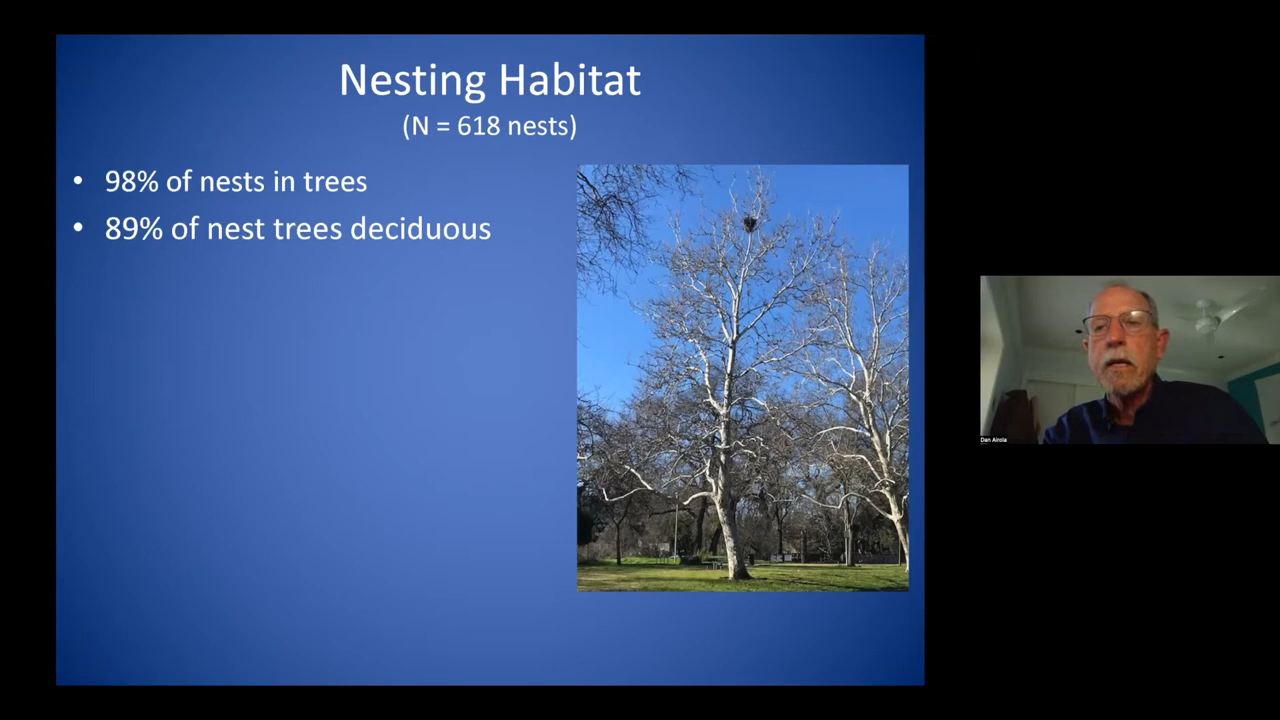 Nesting Habitat
(N = 618 nests)
• 98% of nests in trees
• 89% of nest trees deciduous
Dan Airola